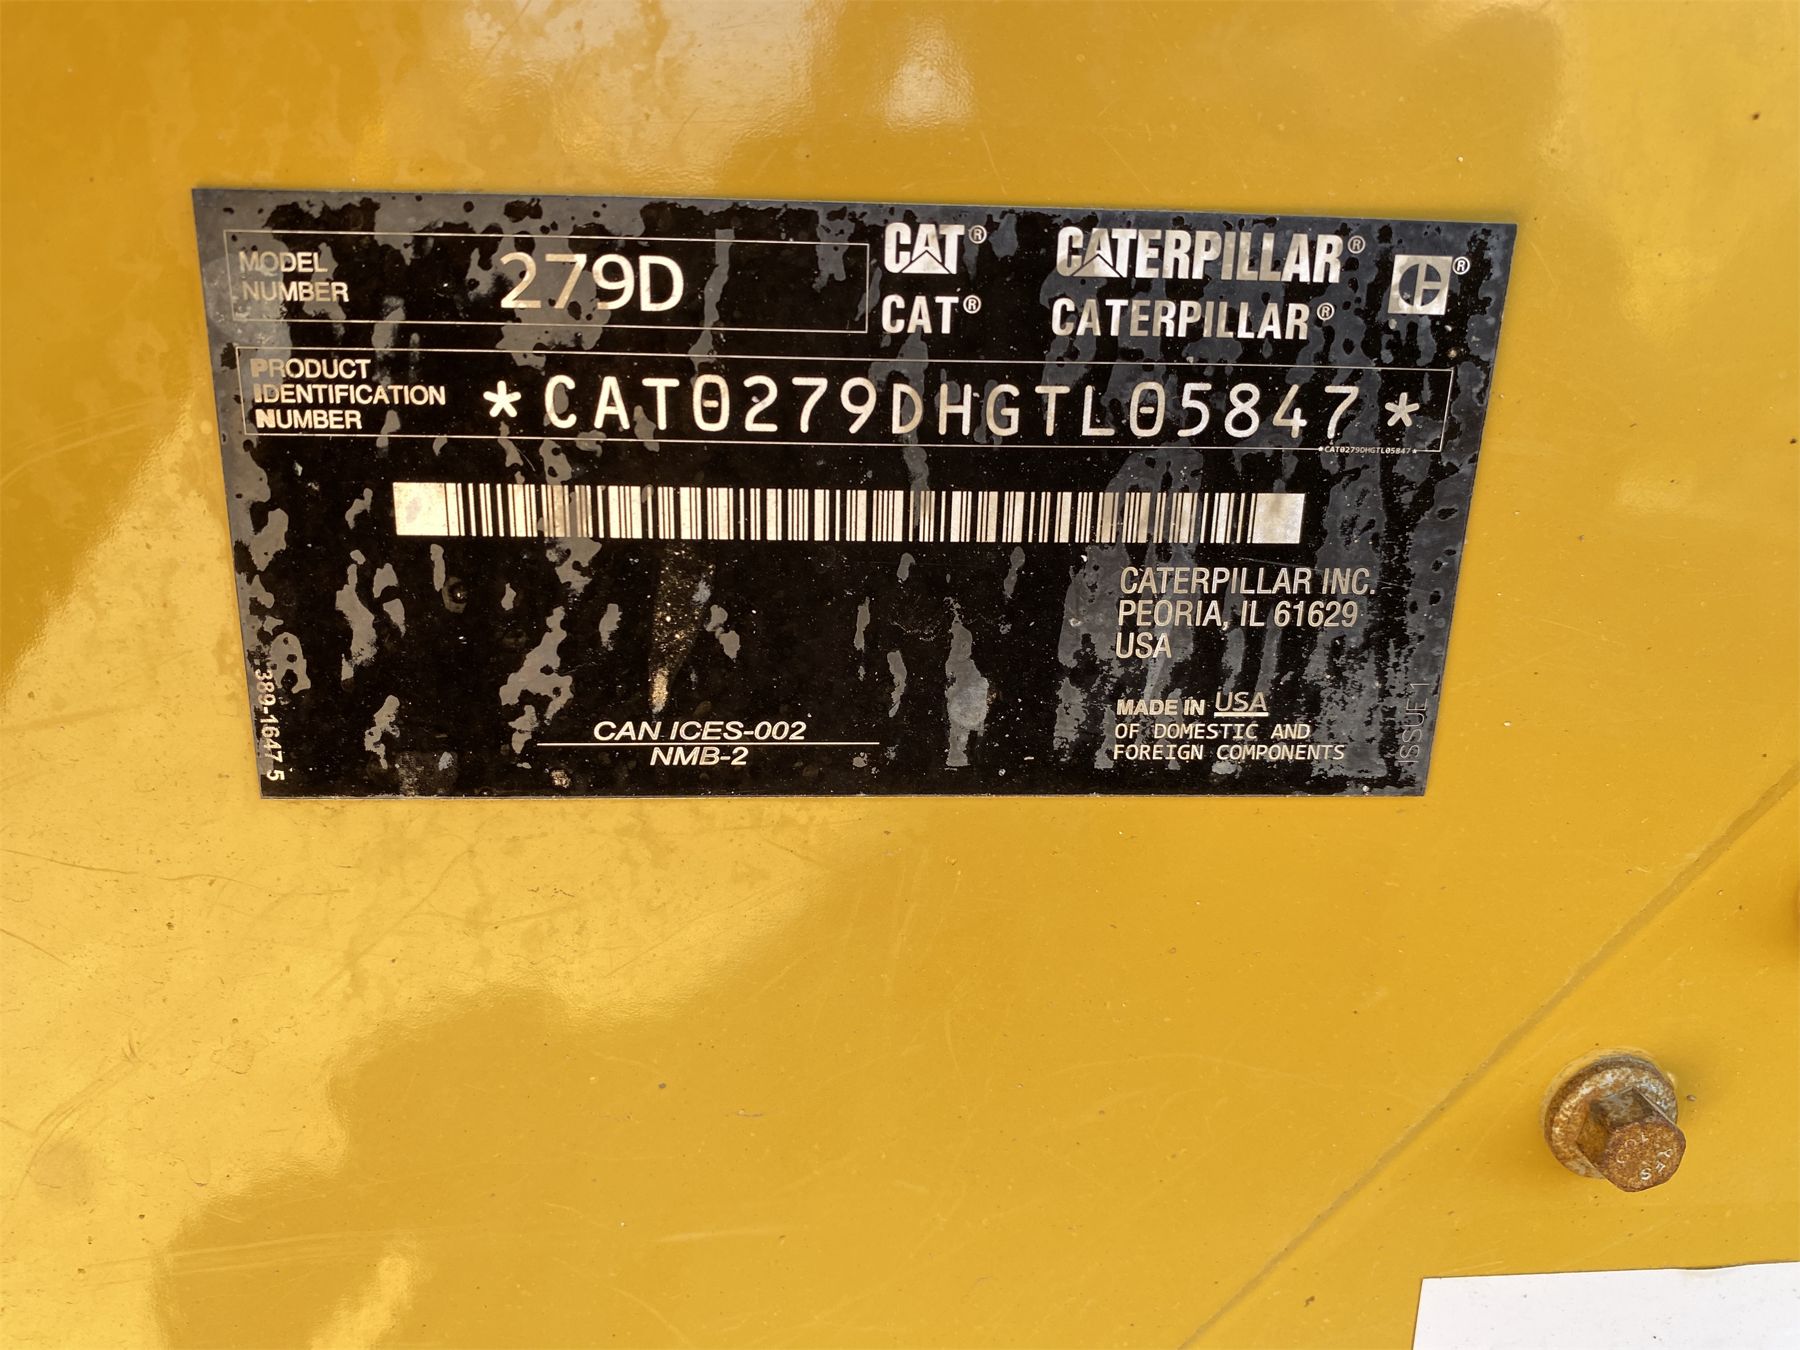 MODEL
NUMBER
279D
CAT® CATERPILLAR® ®
CAT® CATERPILLAR®
PRODUCT
IDENTIFICATION
NUMBER
*CAT0279DHGTL05847*
*CAT0279DHGTL05847*
CATERPILLAR INC.
PEORIA, IL 61629
USA
MADE IN USA
OF DOMESTIC AND
FOREIGN COMPONENTS
CAN ICES-002
NMB-2
389-1647 5
ISSUE 1